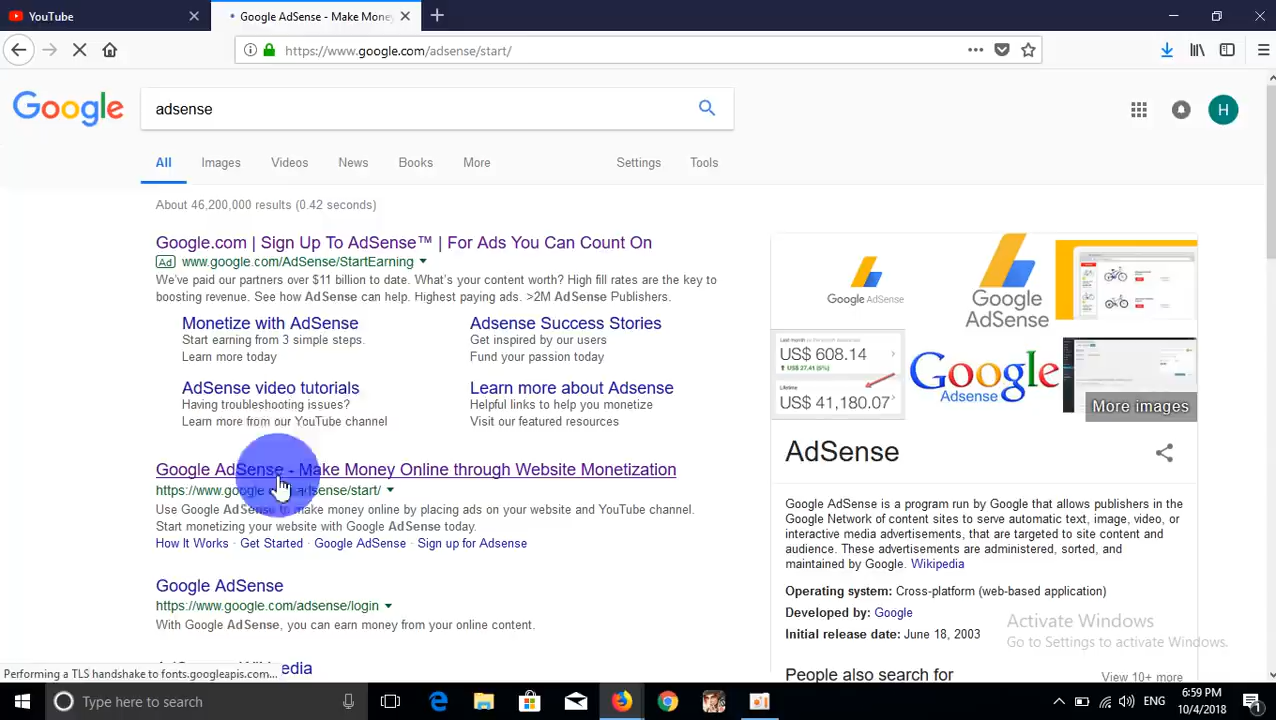 YouTube
Google AdSense - Make Money
https://www.google.com/adsense/start/
Google
adsense
H
All
Images
Videos
News
Books
More
Settings
Tools
About 46,200,000 results (0.42 seconds)
Google.com | Sign Up To AdSense™ | For Ads You Can Count On
Ad www.google.com/AdSense/StartEarning
We've paid our partners over $11 billion to date. What's your content worth? High fill rates are the key to
boosting revenue. See how AdSense can help. Highest paying ads. >2M AdSense Publishers.
Monetize with AdSense
Start earning from 3 simple steps.
Learn more today
Adsense Success Stories
Get inspired by our users
Fund your passion today
AdSense video tutorials
Having troubleshooting issues?
Learn more from our YouTube channel
Learn more about Adsense
Helpful links to help you monetize
Visit our featured resources
Google AdSense - Make Money Online through Website Monetization
https://www.google adsense/start/
Use Google AdSense to make money online by placing ads on your website and YouTube channel.
Start monetizing your website with Google AdSense today.
How It Works · Get Started · Google AdSense · Sign up for Adsense
Google AdSense
https://www.google.com/adsense/login
With Google AdSense, you can earn money from your online content.
Google AdSense
Google
AdSense
Last month
US$ 608.14
US$ 27.41 (5%)
Lifetime
US$ 41,180.07
Google
Adsense
More images
AdSense
Google AdSense is a program run by Google that allows publishers in the
Google Network of content sites to serve automatic text, image, video, or
interactive media advertisements, that are targeted to site content and
audience. These advertisements are administered, sorted, and
maintained by Google. Wikipedia
Operating system: Cross-platform (web-based application)
Developed by: Google
Initial release date: June 18, 2003
People also search for
View 10+ more
Activate Windows
Go to Settings to activate Windows.
Performing a TLS handshake to fonts.googleapis.com...
Type here to search
ENG
6:59 PM
10/4/2018
1